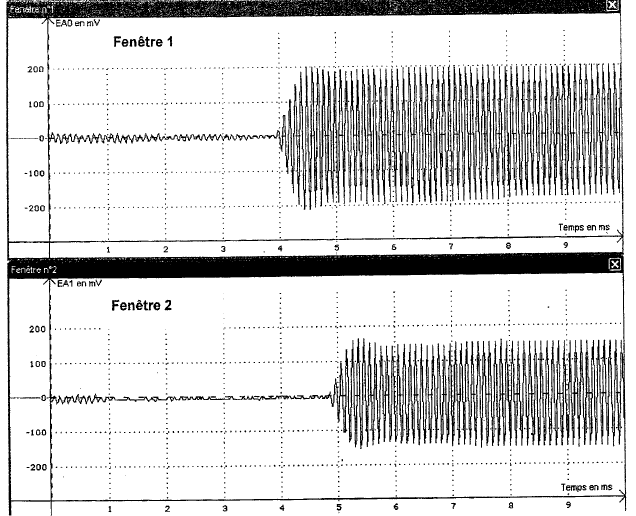 Fenêtre n°1
EA0 en mV
Fenêtre 1
200
100
0
-100
-200
Temps en ms
1 2 3 4 5 6 7 8 9
Fenêtre n°2
EA1 en mV
Fenêtre 2
200
100
0
-100
-200
Temps en ms
1 2 3 4 5 6 7 8 9